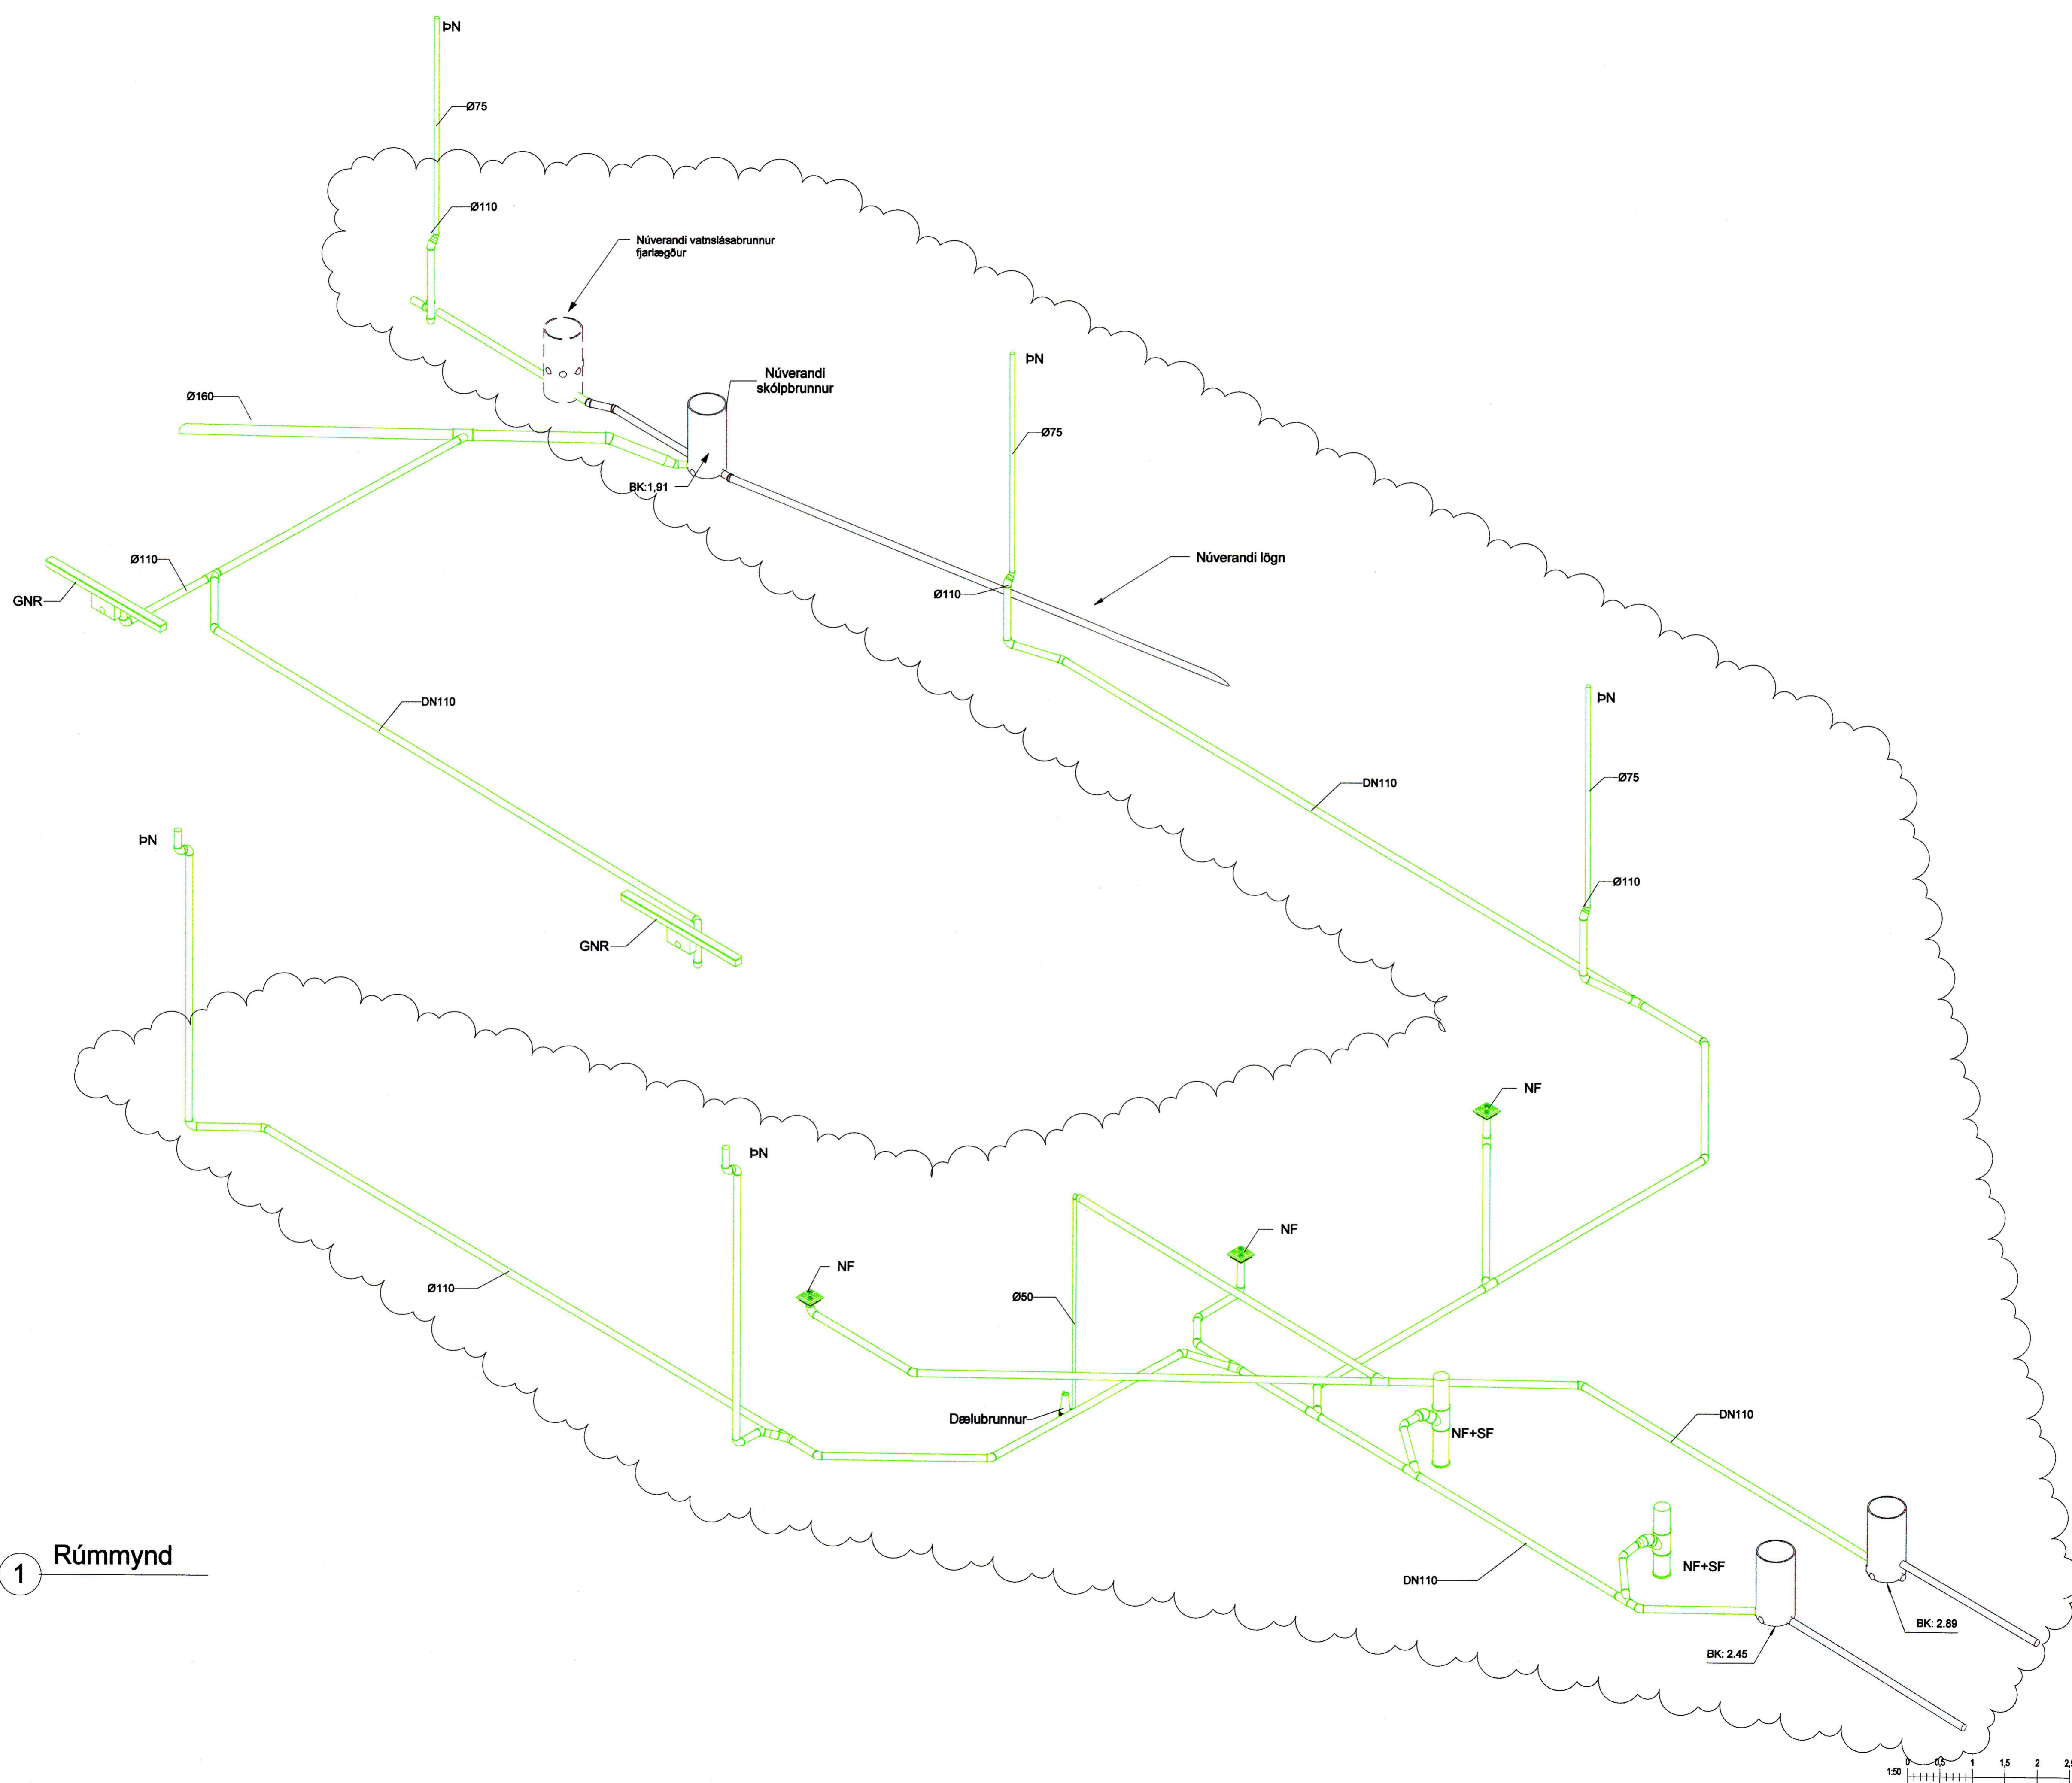 ÞN
Ø75
Ø110
Núverandi vatnslásabrunnur
fjarlægður
ÞN
Núverandi
skólpbrunnur
Ø160
Ø75
BK:1,91
Ø110
Núverandi lögn
GNR
Ø110
ÞN
DN110
Ø75
DN110
ÞN
Ø110
GNR
NF
ÞN
NF
NF
Ø110
Ø50
Dælubrunnur
DN110
NF+SF
1
Rúmmynd
NF+SF
DN110
BK: 2.89
BK: 2.45
1:50
0 0,5 1 1,5 2